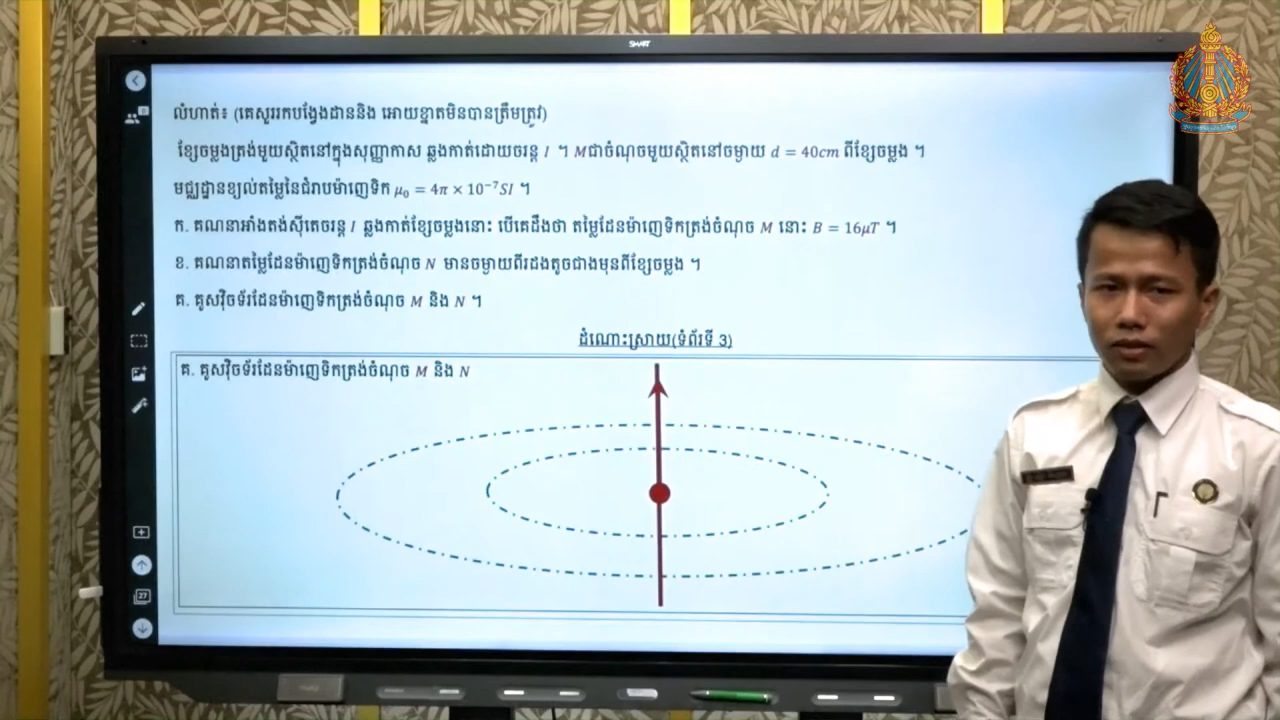 SMART
លំហាត់៖ (គេសួររកបង្វែងដាននិង អោយខ្នាតមិនបានត្រឹមត្រូវ)
ខ្សែចម្លងត្រង់មួយស្ថិតនៅក្នុងសុញ្ញាកាស ឆ្លងកាត់ដោយចរន្ត I ។ Mជាចំណុចមួយស្ថិតនៅចម្ងាយ d = 40cm ពីខ្សែចម្លង ។
មជ្ឈដ្ឋានខ្យល់តម្លៃនៃជំរាបម៉ាញេទិក μ₀ = 4π × 10⁻⁷SI ។
ក. គណនាអាំងតង់ស៊ីតេចរន្ត I ឆ្លងកាត់ខ្សែចម្លងនោះ បើគេដឹងថា តម្លៃដែនម៉ាញេទិកត្រង់ចំណុច M នោះ B = 16μT ។
ខ. គណនាតម្លៃដែនម៉ាញេទិកត្រង់ចំណុច N មានចម្ងាយពីរដងតូចជាងមុនពីខ្សែចម្លង ។
គ. គូសវ៉ិចទ័រដែនម៉ាញេទិកត្រង់ចំណុច M និង N ។
ដំណោះស្រាយ(ទំព័រទី 3)
គ. គូសវ៉ិចទ័រដែនម៉ាញេទិកត្រង់ចំណុច M និង N
27